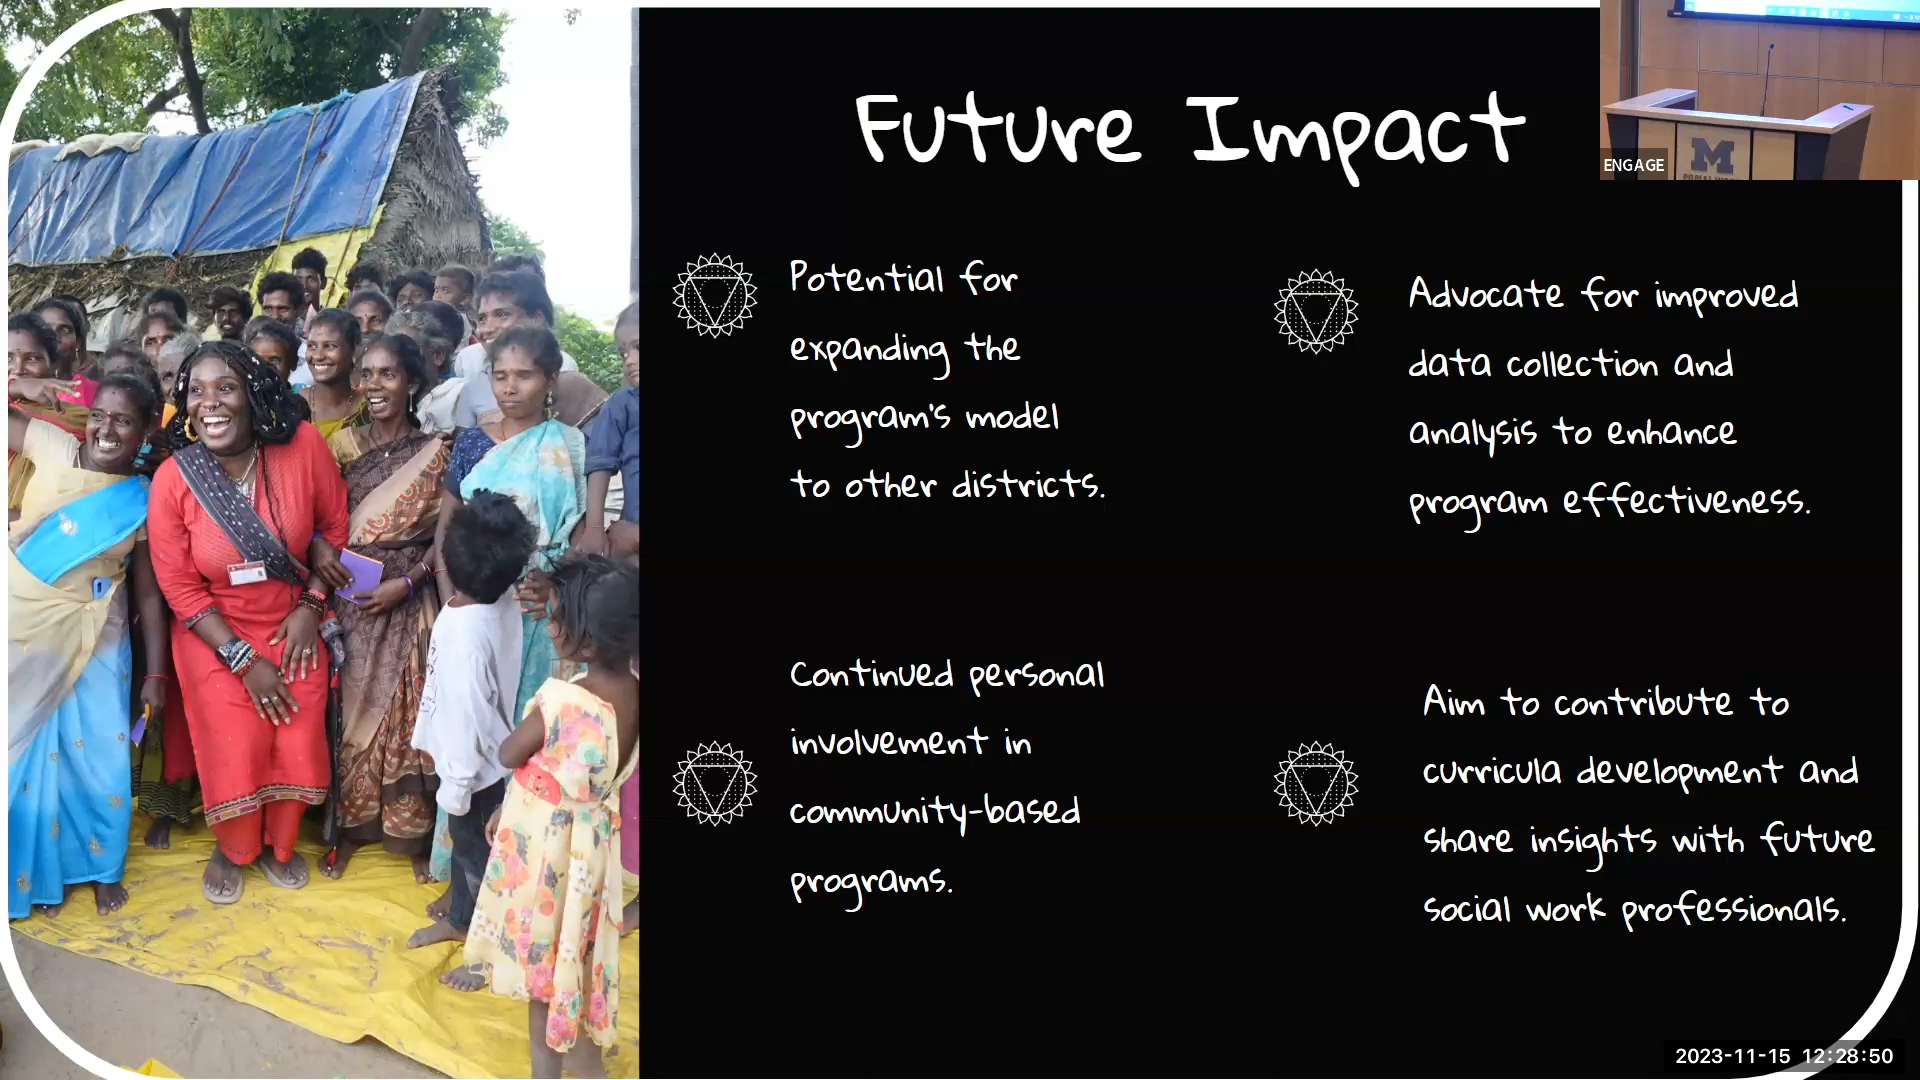 Future Impact
ENGAGE
M
Potential for
expanding the
program's model
to other districts.
Advocate for improved
data collection and
analysis to enhance
program effectiveness.
Continued personal
involvement in
community-based
programs.
Aim to contribute to
curricula development and
share insights with future
social work professionals.
2023-11-15 12:28:50